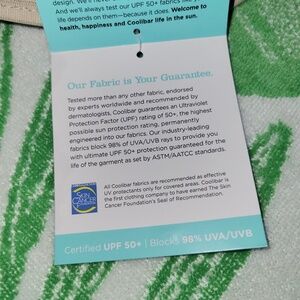 design. We'll never
And we'll always test our UPF 50+ fabrics like
life depends on them—because it does. Welcome to
health, happiness and Coolibar life in the sun.
Our Fabric is Your Guarantee.
Tested more than any other fabric, endorsed
by experts worldwide and recommended by
dermatologists, Coolibar guarantees an Ultraviolet
Protection Factor (UPF) rating of 50+, the highest
possible sun protection rating, permanently
engineered into our fabrics. Our industry-leading
fabrics block 98% of UVA/UVB rays to provide you
with ultimate UPF 50+ protection guaranteed for the
life of the garment as set by ASTM/AATCC standards.
SKIN
CANCER
All Coolibar fabrics are recommended as effective
UV protectants only for covered areas. Coolibar is
the first clothing company to have earned The Skin
Cancer Foundation's Seal of Recommendation.
Certified UPF 50+ | Blocks 98% UVA/UVB